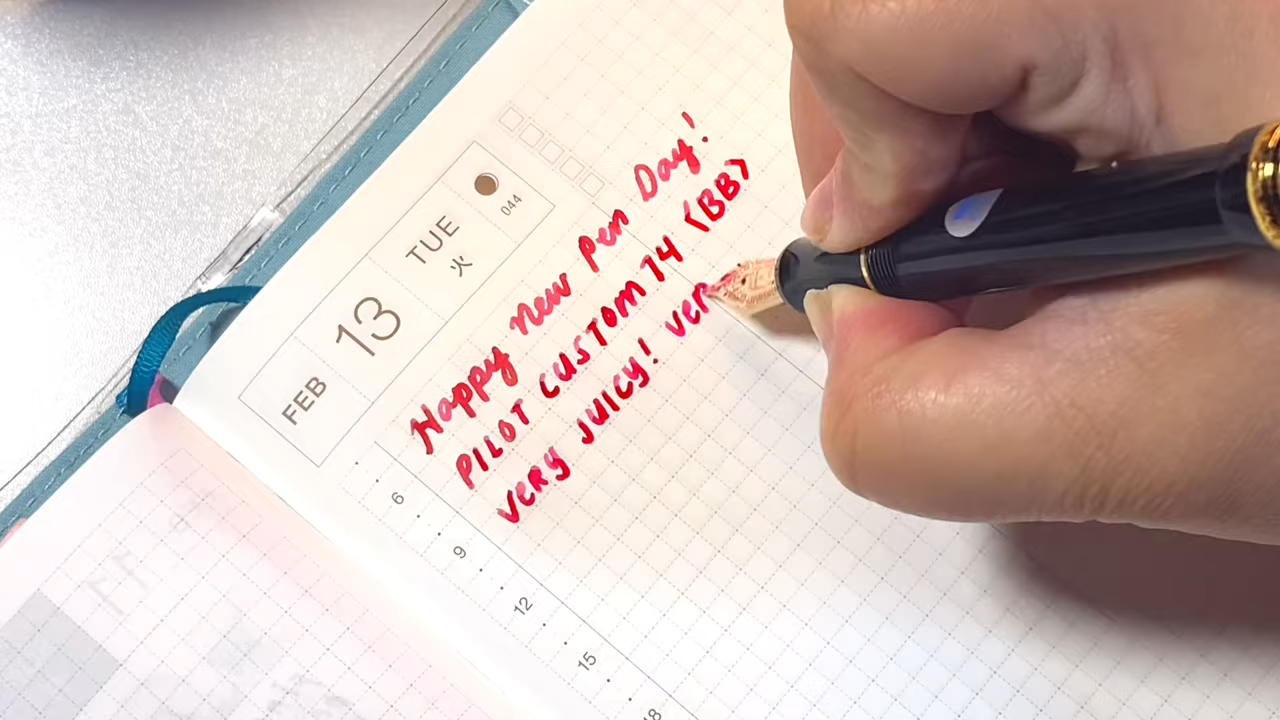 FEB
13
TUE
火
044
Happy New Pen Day!
PILOT CUSTOM 74 <BB>
VERY JUICY! Ver
6
9
12
15
18